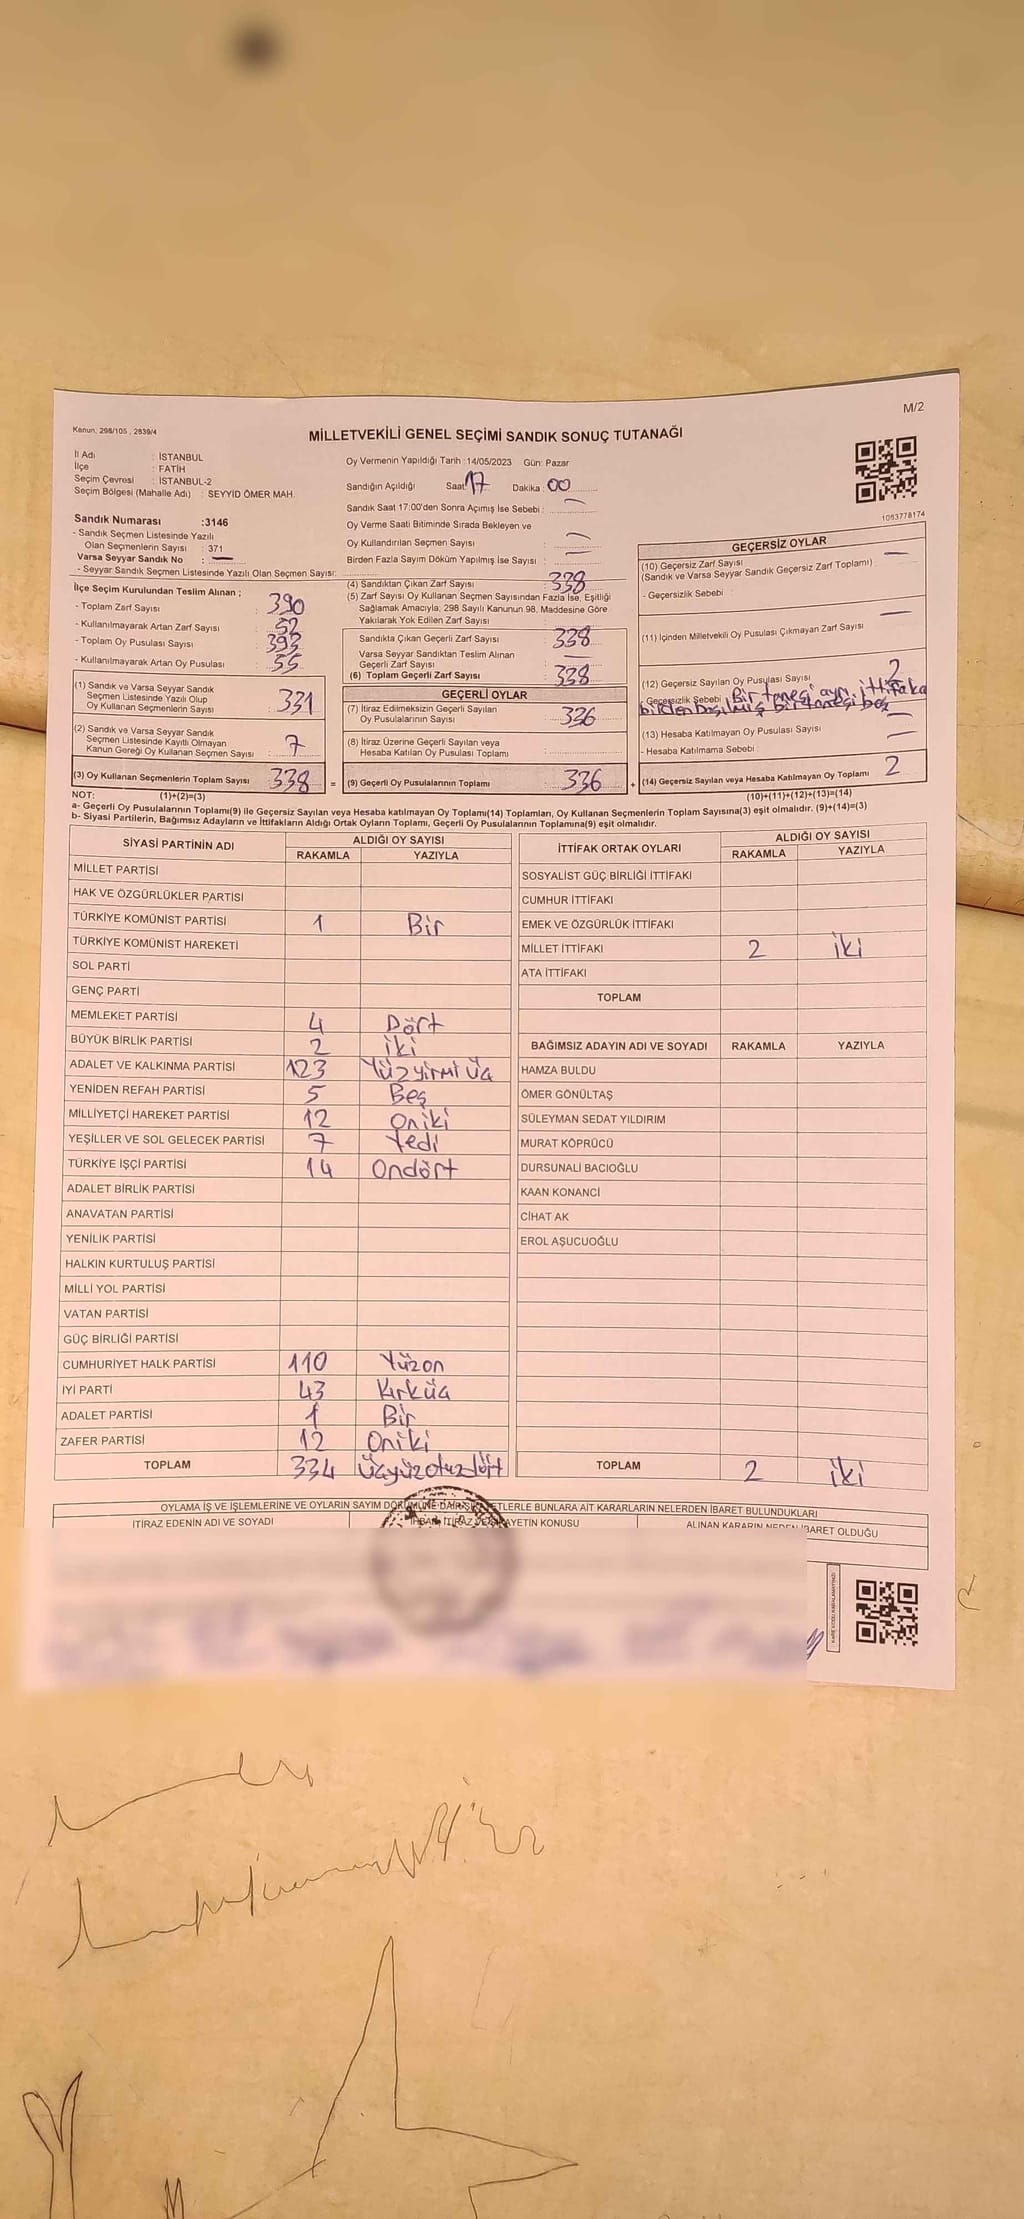 M/2
Kanun: 298/105 , 2839/4
MİLLETVEKİLİ GENEL SEÇİMİ SANDIK SONUÇ TUTANAĞI
İl Adı : İSTANBUL
İlçe : FATİH
Seçim Çevresi : İSTANBUL-2
Seçim Bölgesi (Mahalle Adı) : SEYYİD ÖMER MAH.
Sandık Numarası :3146
- Sandık Seçmen Listesinde Yazılı
Olan Seçmenlerin Sayısı : 371
Varsa Seyyar Sandık No : —
- Seyyar Sandık Seçmen Listesinde Yazılı Olan Seçmen Sayısı:
İlçe Seçim Kurulundan Teslim Alınan ;
- Toplam Zarf Sayısı : 390
- Kullanılmayarak Artan Zarf Sayısı : 52
- Toplam Oy Pusulası Sayısı : 393
- Kullanılmayarak Artan Oy Pusulası : 55
(1) Sandık ve Varsa Seyyar Sandık
Seçmen Listesinde Yazılı Olup
Oy Kullanan Seçmenlerin Sayısı : 331
(2) Sandık ve Varsa Seyyar Sandık
Seçmen Listesinde Kayıtlı Olmayan
Kanun Gereği Oy Kullanan Seçmen Sayısı : 7
(3) Oy Kullanan Seçmenlerin Toplam Sayısı : 338 =
Oy Vermenin Yapıldığı Tarih :14/05/2023 Gün: Pazar
Sandığın Açıldığı Saat: 17 Dakika : 00
Sandık Saat 17:00'den Sonra Açımış İse Sebebi : —
Oy Verme Saati Bitiminde Sırada Bekleyen ve
Oy Kullandırılan Seçmen Sayısı : —
Birden Fazla Sayım Döküm Yapılmış İse Sayısı : —
(4) Sandıktan Çıkan Zarf Sayısı : 338
(5) Zarf Sayısı Oy Kullanan Seçmen Sayısından Fazla İse, Eşitliği
Sağlamak Amacıyla, 298 Sayılı Kanunun 98. Maddesine Göre
Yakılarak Yok Edilen Zarf Sayısı :
Sandıkta Çıkan Geçerli Zarf Sayısı : 338
Varsa Seyyar Sandıktan Teslim Alınan
Geçerli Zarf Sayısı : —
(6) Toplam Geçerli Zarf Sayısı : 338
GEÇERLİ OYLAR
(7) İtiraz Edilmeksizin Geçerli Sayılan
Oy Pusulalarının Sayısı : 336
(8) İtiraz Üzerine Geçerli Sayılan veya
Hesaba Katılan Oy Pusulası Toplamı :
(9) Geçerli Oy Pusulalarının Toplamı : 336 +
1063778174
GEÇERSİZ OYLAR
(10) Geçersiz Zarf Sayısı —
(Sandık ve Varsa Seyyar Sandık Geçersiz Zarf Toplamı) :
- Geçersizlik Sebebi :
(11) İçinden Milletvekili Oy Pusulası Çıkmayan Zarf Sayısı —
(12) Geçersiz Sayılan Oy Pusulası Sayısı 2
- Geçersizlik Sebebi : Bir tanesi ayrı ittifaka
birden basılmış bir tanesi boş
(13) Hesaba Katılmayan Oy Pusulası Sayısı —
- Hesaba Katılmama Sebebi :
(14) Geçersiz Sayılan veya Hesaba Katılmayan Oy Toplamı : 2
NOT: (1)+(2)=(3) (10)+(11)+(12)+(13)=(14)
a- Geçerli Oy Pusulalarının Toplamı(9) ile Geçersiz Sayılan veya Hesaba katılmayan Oy Toplamı(14) Toplamları, Oy Kullanan Seçmenlerin Toplam Sayısına(3) eşit olmalıdır. (9)+(14)=(3)
b- Siyasi Partilerin, Bağımsız Adayların ve İttifakların Aldığı Ortak Oyların Toplamı, Geçerli Oy Pusulalarının Toplamına(9) eşit olmalıdır.
SİYASİ PARTİNİN ADI ALDIĞI OY SAYISI
RAKAMLA YAZIYLA
MİLLET PARTİSİ
HAK VE ÖZGÜRLÜKLER PARTİSİ
TÜRKİYE KOMÜNİST PARTİSİ 1 Bir
TÜRKİYE KOMÜNİST HAREKETİ
SOL PARTİ
GENÇ PARTİ
MEMLEKET PARTİSİ 4 Dört
BÜYÜK BİRLİK PARTİSİ 2 iki
ADALET VE KALKINMA PARTİSİ 123 Yüzyirmi üç
YENİDEN REFAH PARTİSİ 5 Beş
MİLLİYETÇİ HAREKET PARTİSİ 12 Oniki
YEŞİLLER VE SOL GELECEK PARTİSİ 7 Yedi
TÜRKİYE İŞÇİ PARTİSİ 14 Ondört
ADALET BİRLİK PARTİSİ
ANAVATAN PARTİSİ
YENİLİK PARTİSİ
HALKIN KURTULUŞ PARTİSİ
MİLLİ YOL PARTİSİ
VATAN PARTİSİ
GÜÇ BİRLİĞİ PARTİSİ
CUMHURİYET HALK PARTİSİ 110 Yüzon
İYİ PARTİ 43 Kırküç
ADALET PARTİSİ 1 Bir
ZAFER PARTİSİ 12 Oniki
TOPLAM 334 üçyüzotuzdört
İTTİFAK ORTAK OYLARI ALDIĞI OY SAYISI
RAKAMLA YAZIYLA
SOSYALİST GÜÇ BİRLİĞİ İTTİFAKI
CUMHUR İTTİFAKI
EMEK VE ÖZGÜRLÜK İTTİFAKI
MİLLET İTTİFAKI 2 iki
ATA İTTİFAKI
TOPLAM
BAĞIMSIZ ADAYIN ADI VE SOYADI RAKAMLA YAZIYLA
HAMZA BULDU
ÖMER GÖNÜLTAŞ
SÜLEYMAN SEDAT YILDIRIM
MURAT KÖPRÜCÜ
DURSUNALİ BACIOĞLU
KAAN KONANCİ
CİHAT AK
EROL AŞUCUOĞLU
TOPLAM 2 iki
OYLAMA İŞ VE İŞLEMLERİNE VE OYLARIN SAYIM DÖKÜMÜNE DAİR ŞİKAYETLERLE BUNLARA AİT KARARLARIN NELERDEN İBARET BULUNDUKLARI
İTİRAZ EDENİN ADI VE SOYADI İHBAR, İTİRAZ VE ŞİKAYETİN KONUSU ALINAN KARARIN NEDEN İBARET OLDUĞU